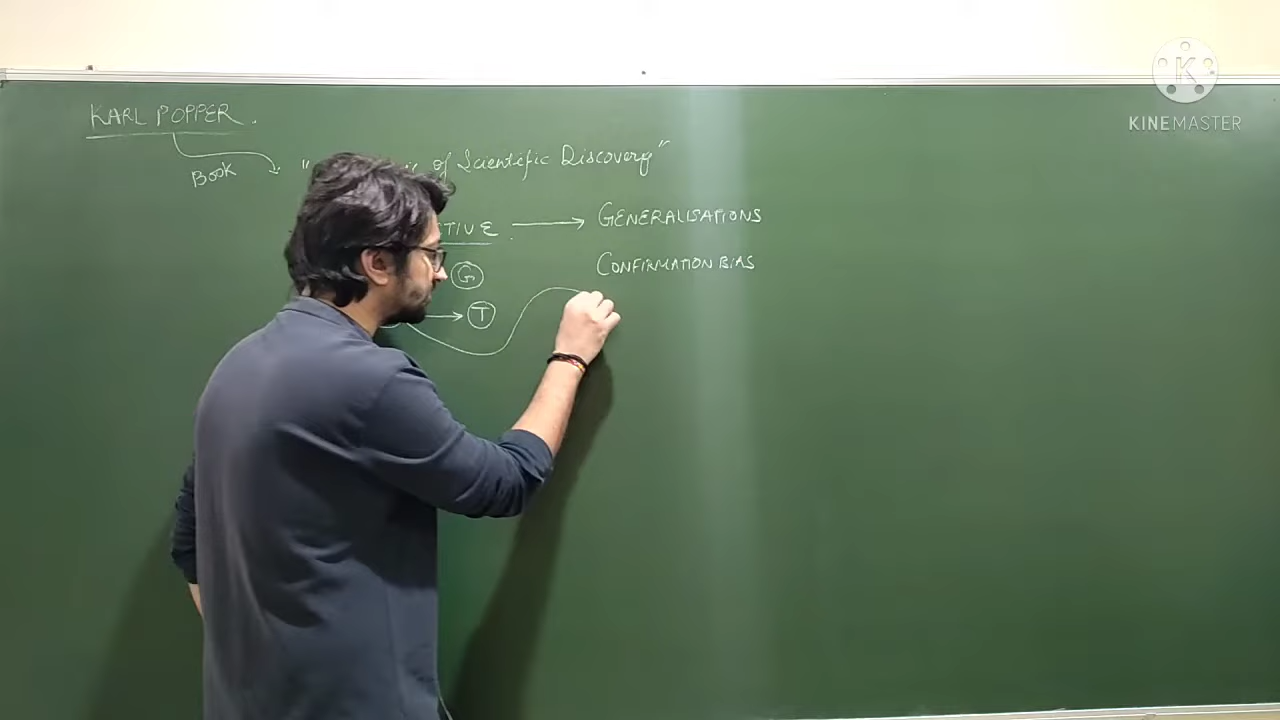 KARL POPPER.
Book " of Scientific Discovery"
→ GENERALISATIONS
CONFIRMATION BIAS
G
→ T
K
KINEMASTER